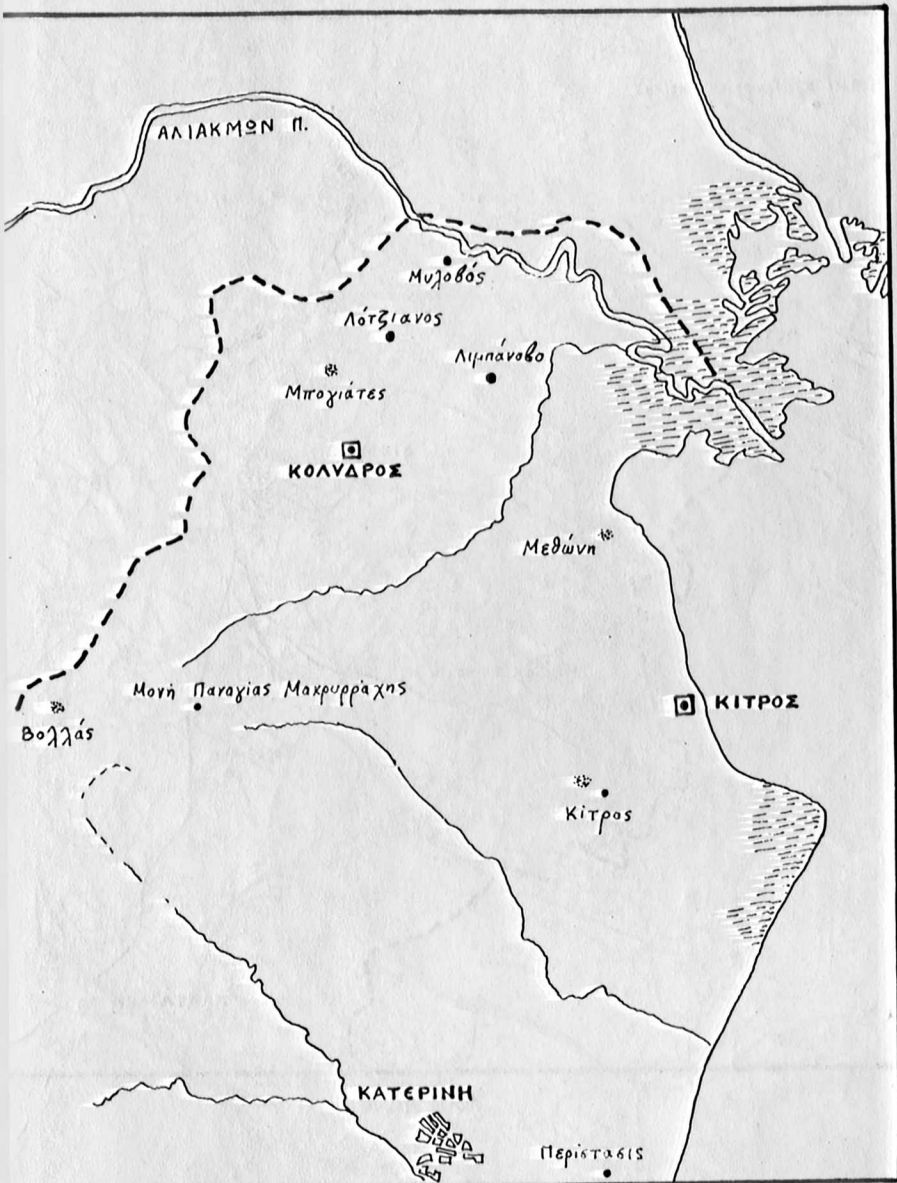 ΑΛΙΑΚΜΩΝ Π.
Μυλοβός
Λότζιανος
Λιμπάνοβο
Μπογιάτες
ΚΟΛΥΔΡΟΣ
Μεθώνη
Μονή Παναγίας Μακρυρράχης
ΚΙΤΡΟΣ
Βολλάς
Κίτρος
ΚΑΤΕΡΙΝΗ
Περίστασις